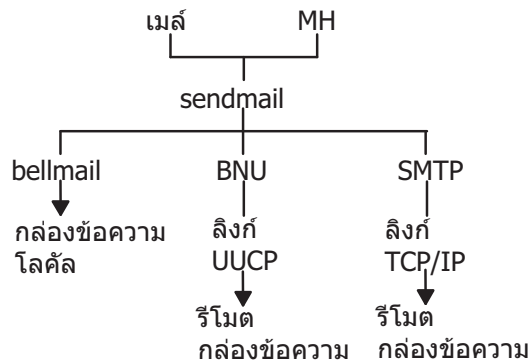 เมล์ MH
sendmail
bellmail BNU SMTP
กล่องข้อความ ลิงก์ ลิงก์
โลคัล UUCP TCP/IP
รีโมต รีโมต
กล่องข้อความ กล่องข้อความ